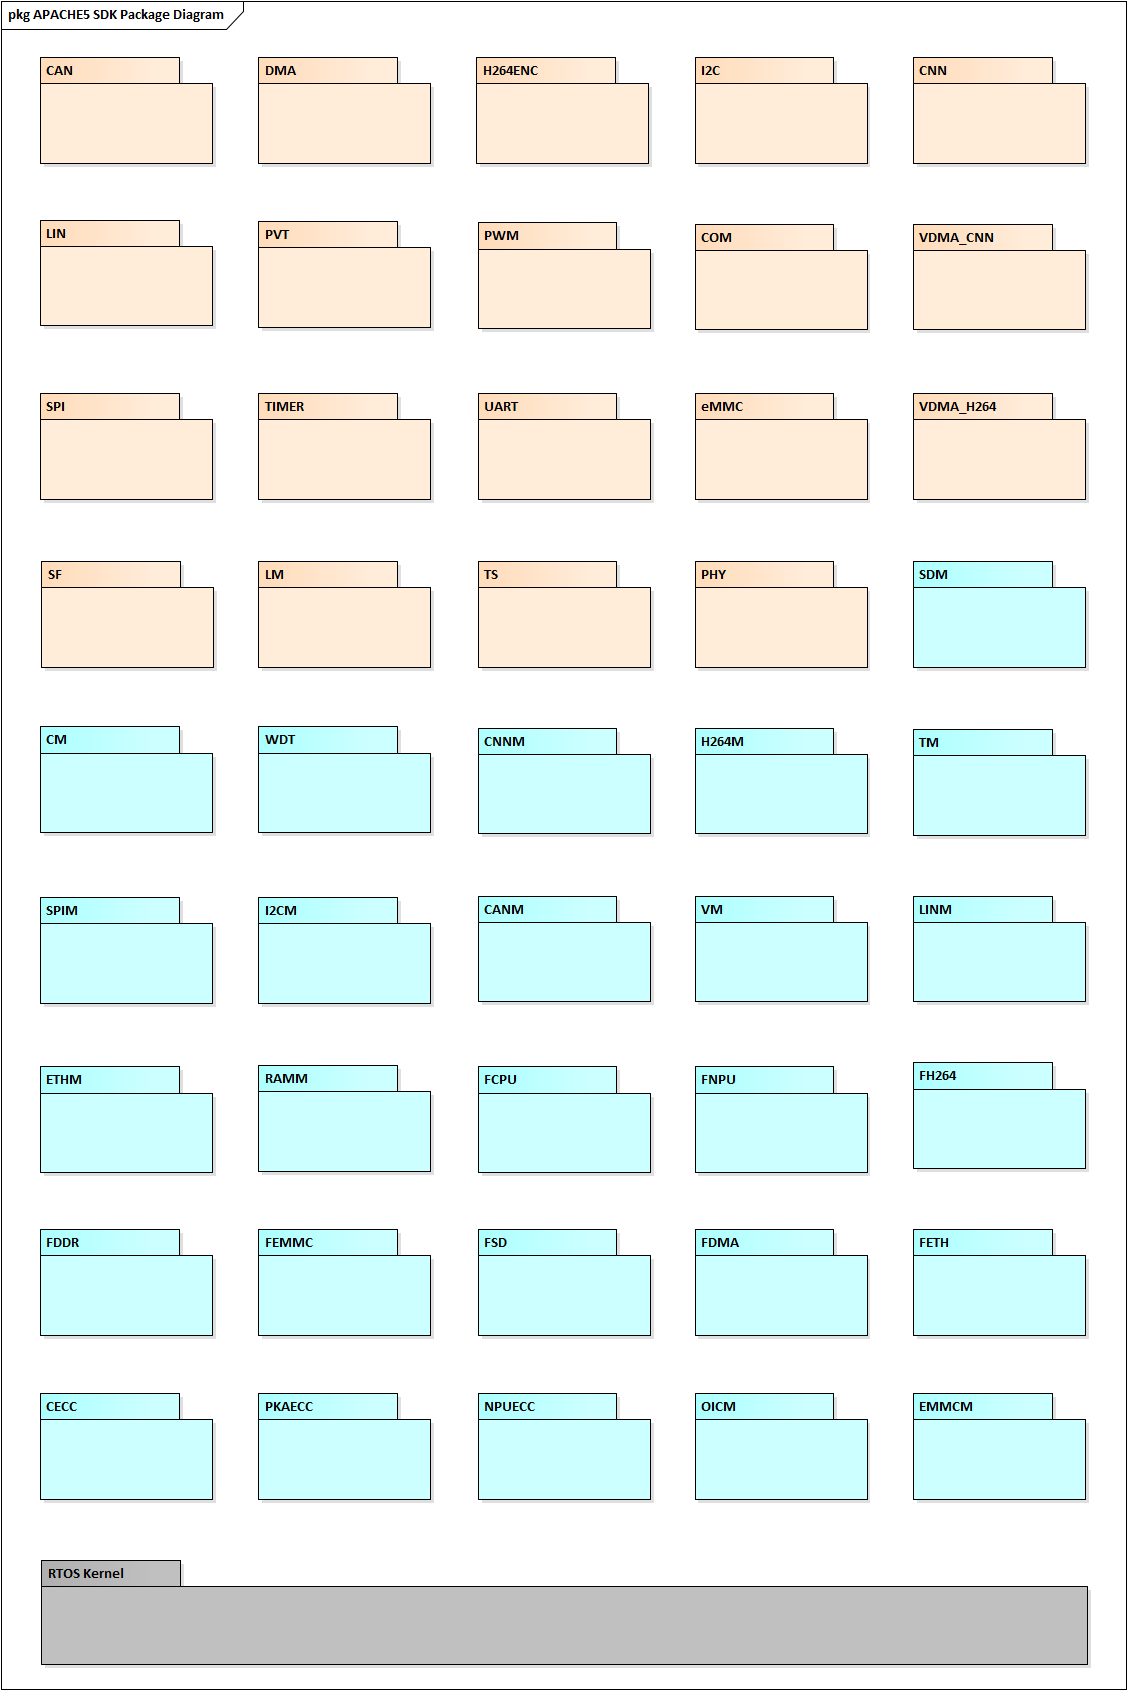 pkg APACHE5 SDK Package Diagram
CAN
DMA
H264ENC
I2C
CNN
LIN
PVT
PWM
COM
VDMA_CNN
SPI
TIMER
UART
eMMC
VDMA_H264
SF
LM
TS
PHY
SDM
CM
WDT
CNNM
H264M
TM
SPIM
I2CM
CANM
VM
LINM
ETHM
RAMM
FCPU
FNPU
FH264
FDDR
FEMMC
FSD
FDMA
FETH
CECC
PKAECC
NPUECC
OICM
EMMCM
RTOS Kernel